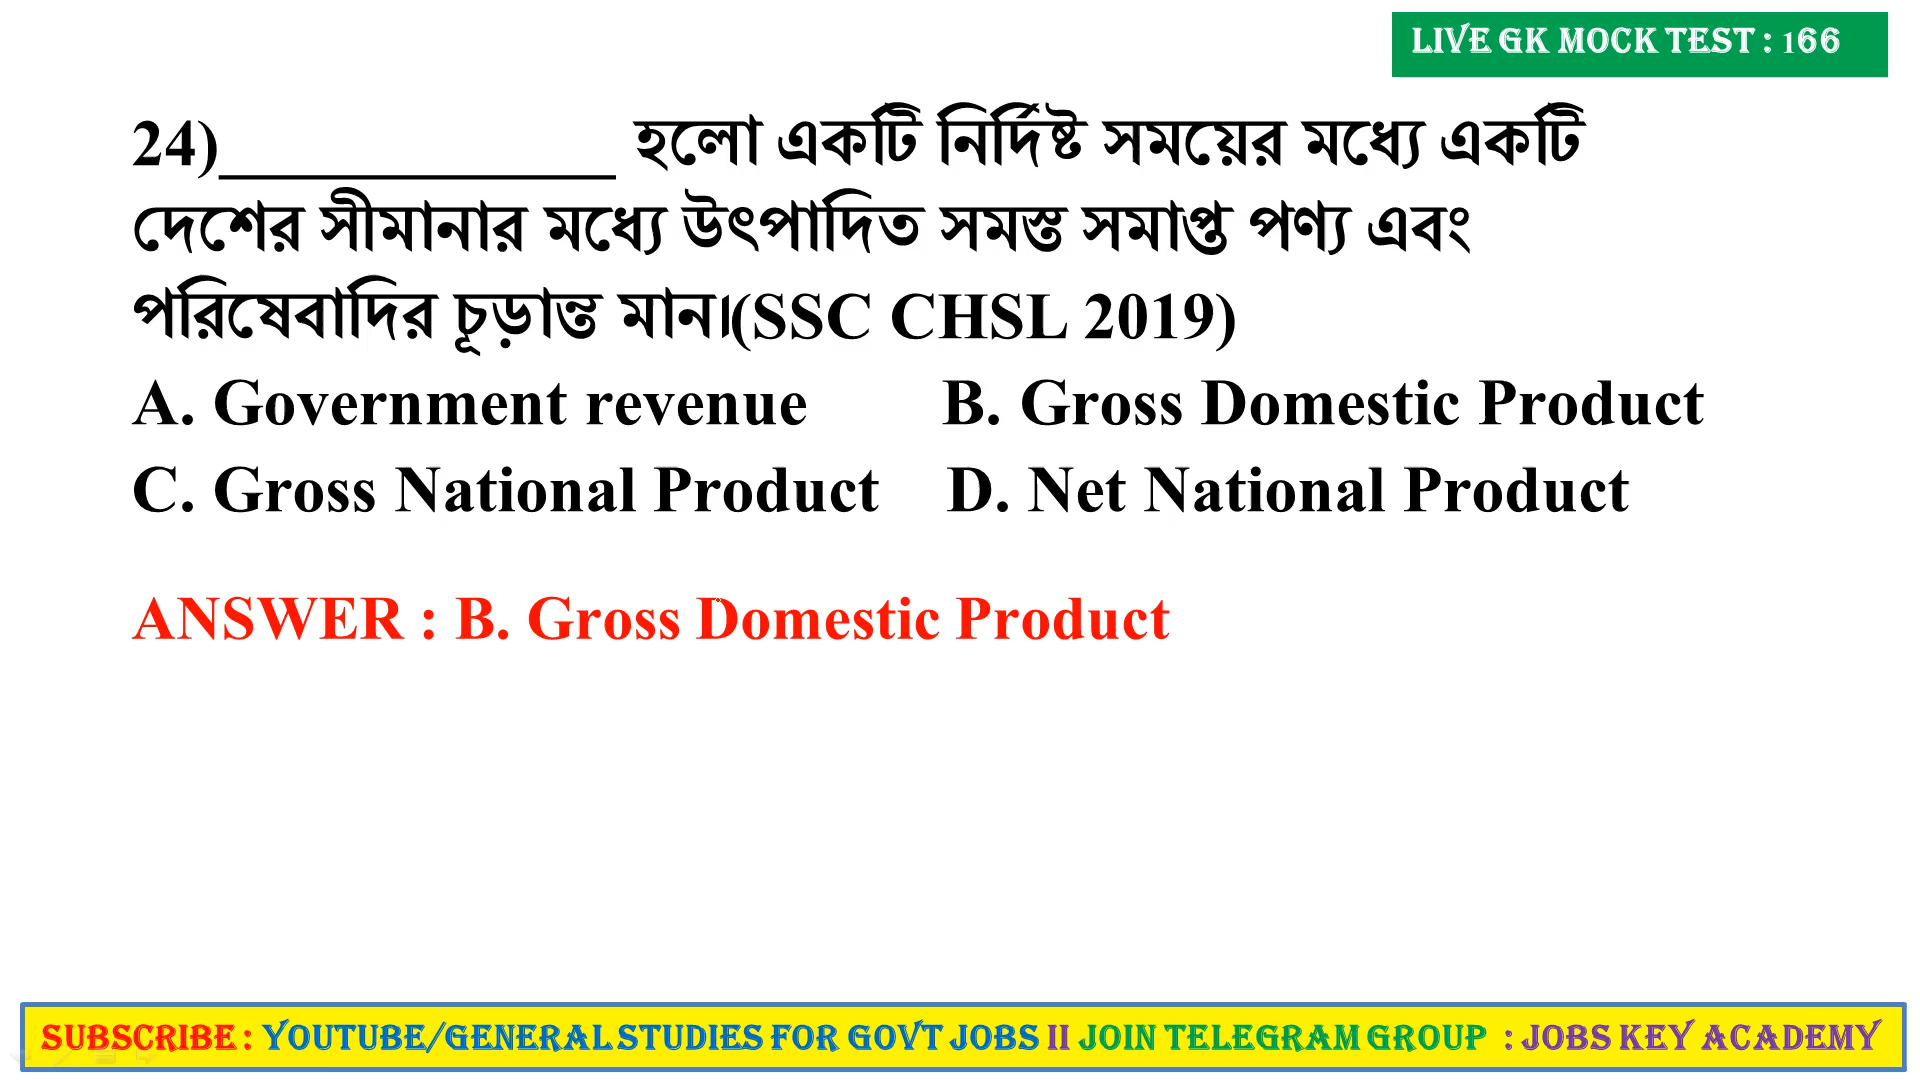 LIVE GK MOCK TEST : 166
24)____________ হলো একটি নির্দিষ্ট সময়ের মধ্যে একটি
দেশের সীমানার মধ্যে উৎপাদিত সমস্ত সমাপ্ত পণ্য এবং
পরিষেবাদির চূড়ান্ত মান।(SSC CHSL 2019)
A. Government revenue B. Gross Domestic Product
C. Gross National Product D. Net National Product
ANSWER : B. Gross Domestic Product
SUBSCRIBE : YOUTUBE/GENERAL STUDIES FOR GOVT JOBS II JOIN TELEGRAM GROUP : JOBS KEY ACADEMY